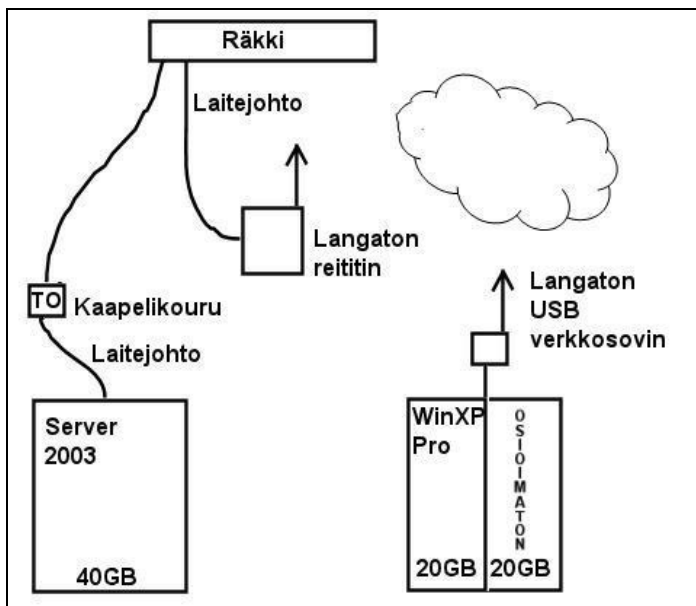 Räkki
Laitejohto
Langaton
reititin
TO
Kaapelikouru
Laitejohto
Langaton
USB
verkkosovin
Server
2003
40GB
WinXP
Pro
OSIOIMATON
20GB
20GB